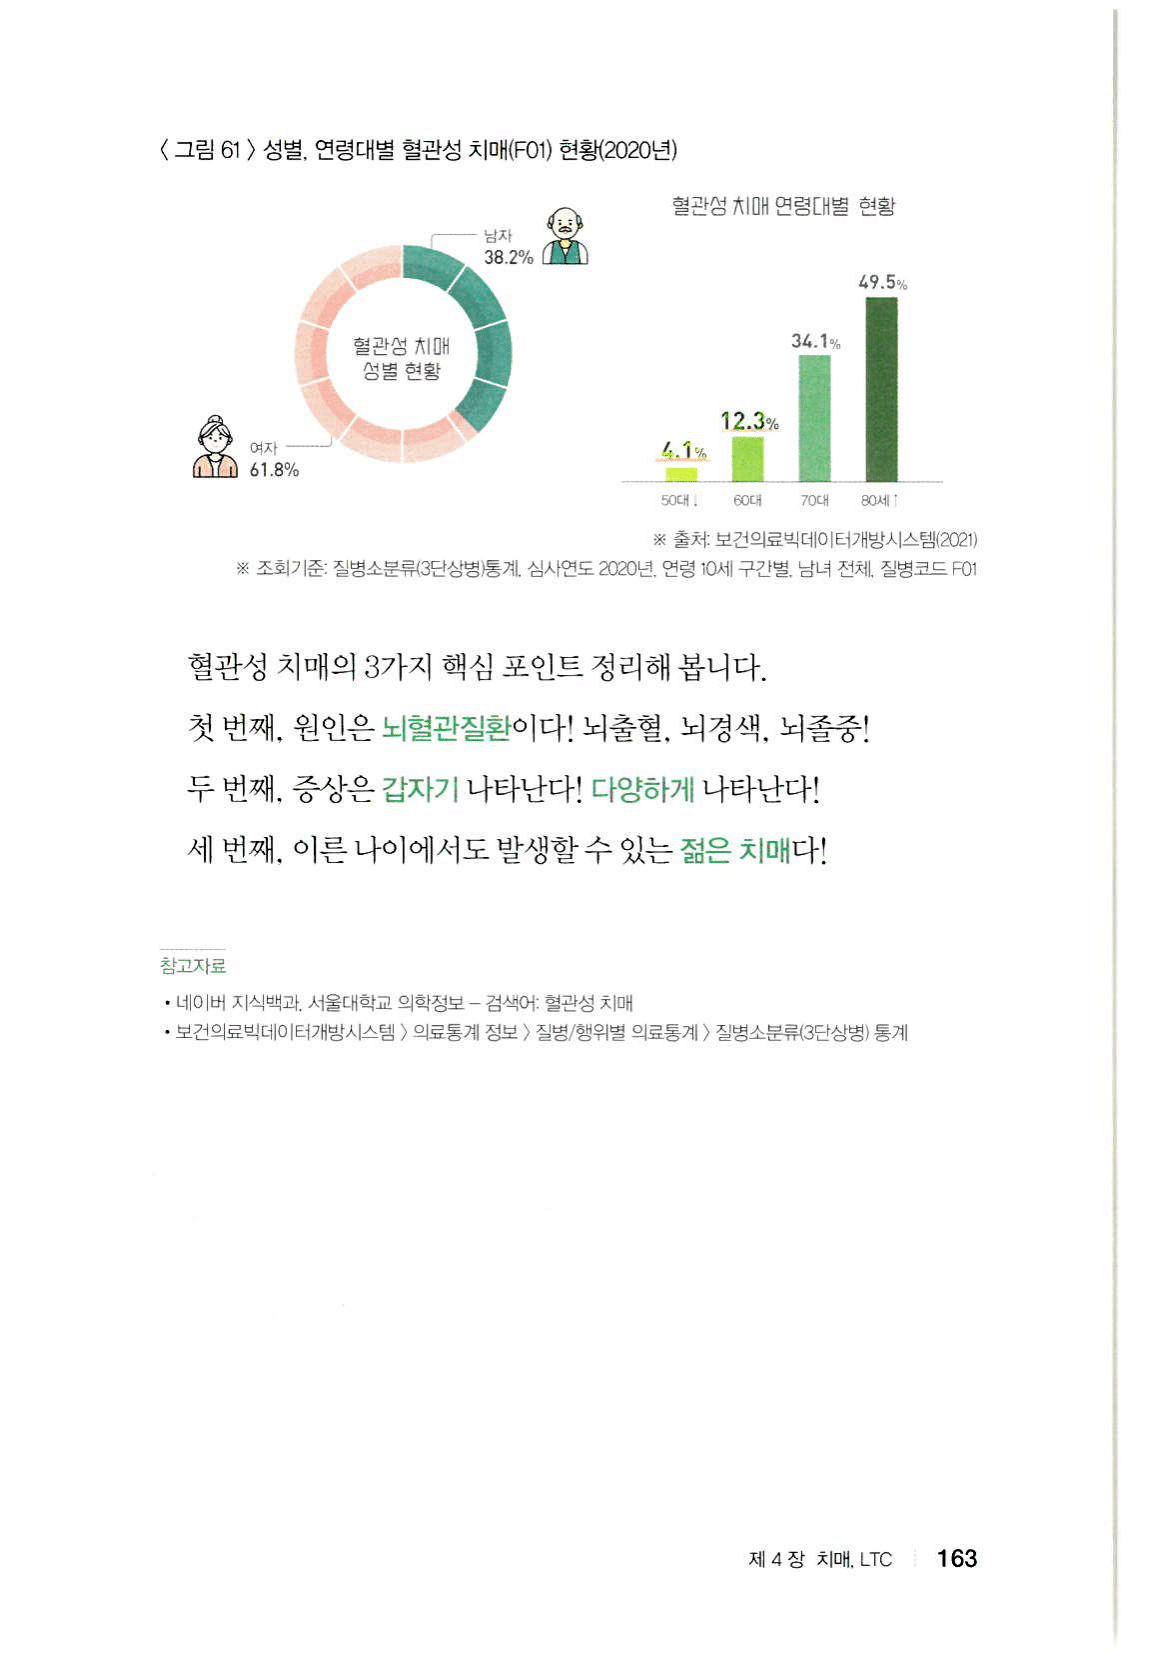 〈 그림 61 〉 성별, 연령대별 혈관성 치매(F01) 현황(2020년)
남자
38.2%
혈관성 치매
성별 현황
여자
61.8%
혈관성 치매 연령대별 현황
4.1%
12.3%
34.1%
49.5%
50대↓ 60대 70대 80세↑
※ 출처: 보건의료빅데이터개방시스템(2021)
※ 조회기준: 질병소분류(3단상병)통계, 심사연도 2020년, 연령 10세 구간별, 남녀 전체, 질병코드 F01
혈관성 치매의 3가지 핵심 포인트 정리해 봅니다.
첫 번째, 원인은 뇌혈관질환이다! 뇌출혈, 뇌경색, 뇌졸중!
두 번째, 증상은 갑자기 나타난다! 다양하게 나타난다!
세 번째, 이른 나이에서도 발생할 수 있는 젊은 치매다!
참고자료
• 네이버 지식백과, 서울대학교 의학정보 – 검색어: 혈관성 치매
• 보건의료빅데이터개방시스템 〉 의료통계 정보 〉 질병/행위별 의료통계 〉 질병소분류(3단상병) 통계
제 4 장 치매, LTC 163